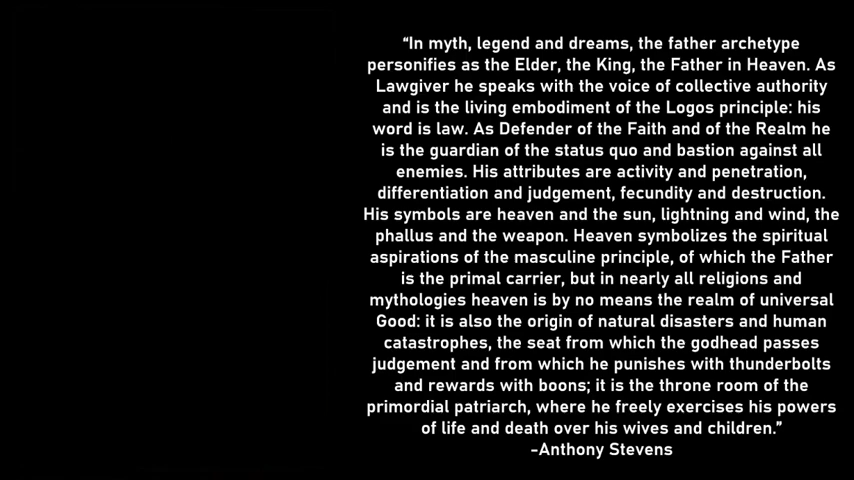 “In myth, legend and dreams, the father archetype
personifies as the Elder, the King, the Father in Heaven. As
Lawgiver he speaks with the voice of collective authority
and is the living embodiment of the Logos principle: his
word is law. As Defender of the Faith and of the Realm he
is the guardian of the status quo and bastion against all
enemies. His attributes are activity and penetration,
differentiation and judgement, fecundity and destruction.
His symbols are heaven and the sun, lightning and wind, the
phallus and the weapon. Heaven symbolizes the spiritual
aspirations of the masculine principle, of which the Father
is the primal carrier, but in nearly all religions and
mythologies heaven is by no means the realm of universal
Good: it is also the origin of natural disasters and human
catastrophes, the seat from which the godhead passes
judgement and from which he punishes with thunderbolts
and rewards with boons; it is the throne room of the
primordial patriarch, where he freely exercises his powers
of life and death over his wives and children.”
-Anthony Stevens